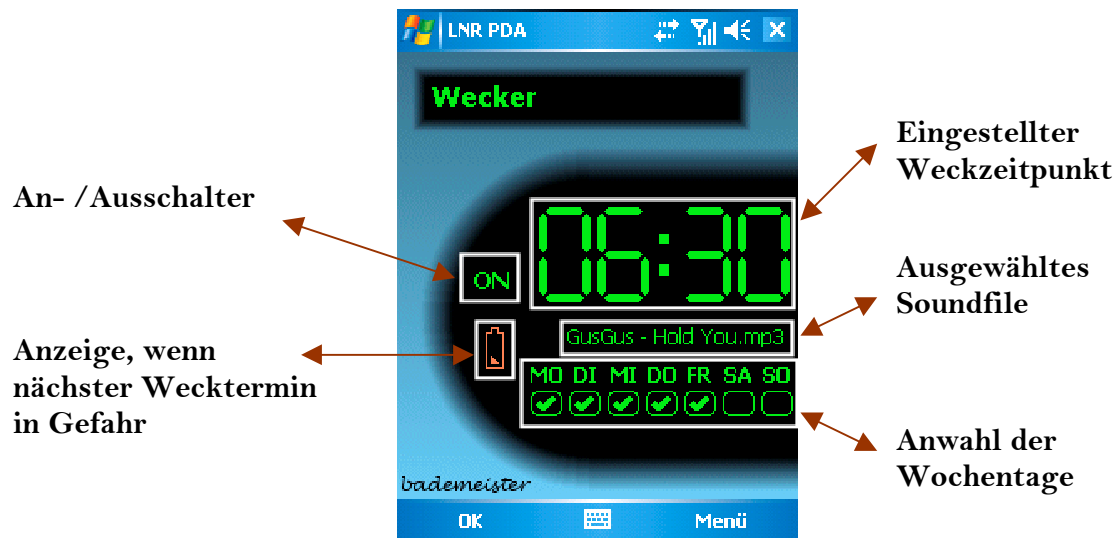 LNR PDA
Wecker
An- /Ausschalter
Anzeige, wenn
nächster Wecktermin
in Gefahr
ON
06:30
GusGus - Hold You.mp3
MO DI MI DO FR SA SO
bademeister
OK
Menü
Eingestellter
Weckzeitpunkt
Ausgewähltes
Soundfile
Anwahl der
Wochentage